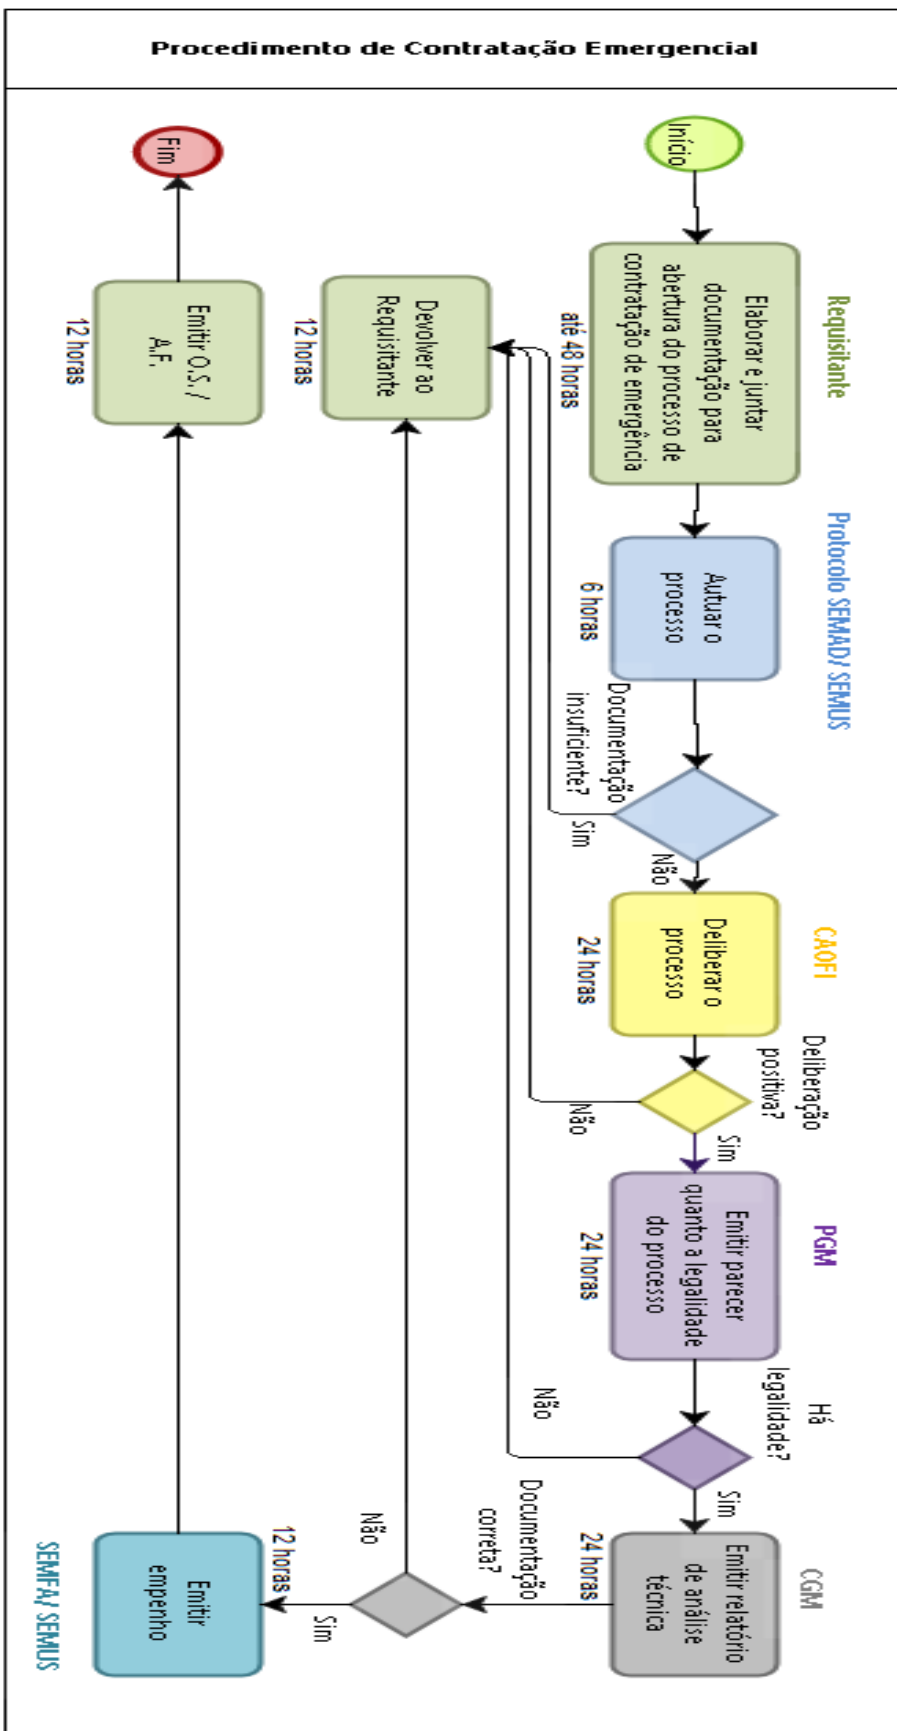 Procedimento de Contratação Emergencial
Início
Requisitante
Elaborar e juntar
documentação para
abertura do processo de
contratação de emergência
até 48 horas
Protocolo SEMAD/ SEMUS
Autuar o
processo
6 horas
Documentação
insuficiente?
Sim
Não
CAOFI
Deliberar o
processo
24 horas
Deliberação
positiva?
Não
Sim
PGM
Emitir parecer
quanto a legalidade
do processo
24 horas
Há
legalidade?
Não
Sim
CGM
Emitir relatório
de análise
técnica
24 horas
Documentação
correta?
Não
Sim
Devolver ao
Requisitante
12 horas
12 horas
Emitir
empenho
SEMFA/ SEMUS
Emitir O.S./
A.F.
12 horas
Fim